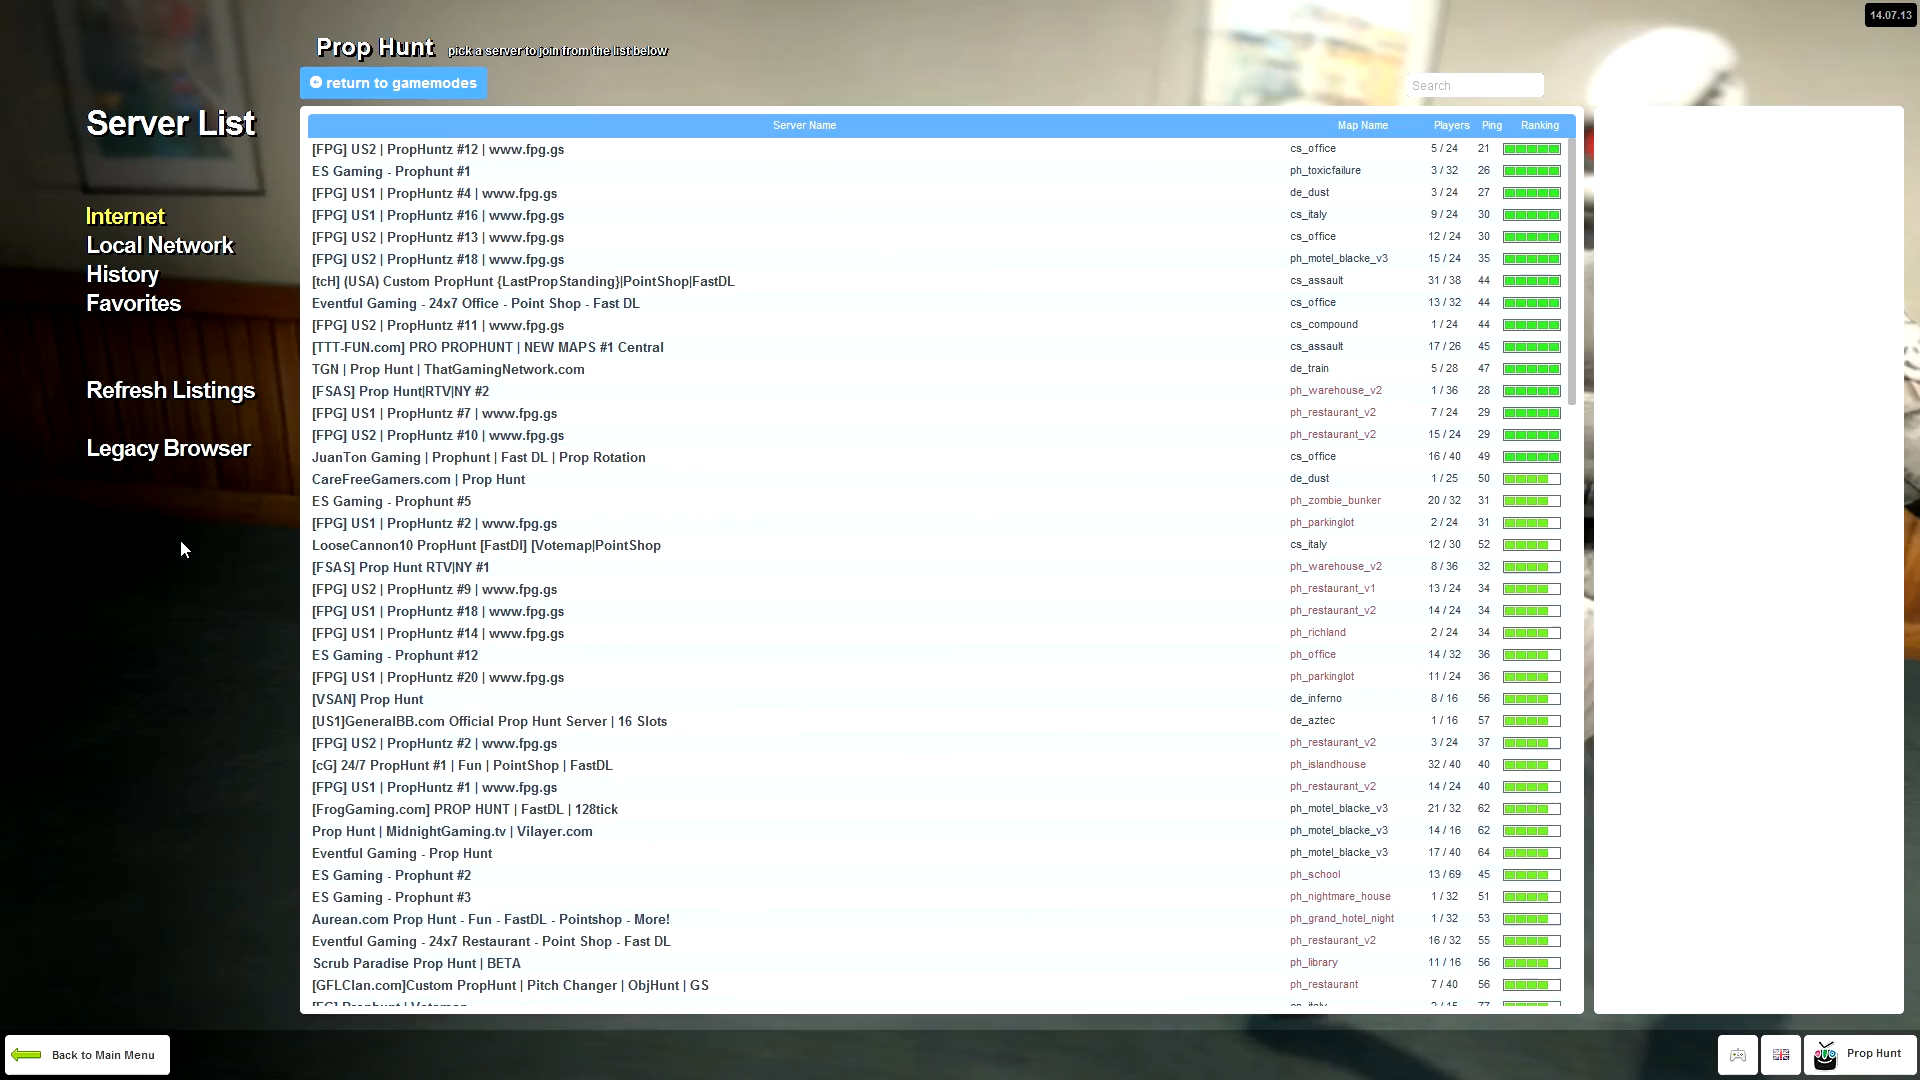 14.07.13
Prop Hunt pick a server to join from the list below
return to gamemodes
Search
Server List
Internet
Local Network
History
Favorites
Refresh Listings
Legacy Browser
Server Name Map Name Players Ping Ranking
[FPG] US2 | PropHuntz #12 | www.fpg.gs cs_office 5 / 24 21
ES Gaming - Prophunt #1 ph_toxicfailure 3 / 32 26
[FPG] US1 | PropHuntz #4 | www.fpg.gs de_dust 3 / 24 27
[FPG] US1 | PropHuntz #16 | www.fpg.gs cs_italy 9 / 24 30
[FPG] US2 | PropHuntz #13 | www.fpg.gs cs_office 12 / 24 30
[FPG] US2 | PropHuntz #18 | www.fpg.gs ph_motel_blacke_v3 15 / 24 35
[tcH] (USA) Custom PropHunt {LastPropStanding}|PointShop|FastDL cs_assault 31 / 38 44
Eventful Gaming - 24x7 Office - Point Shop - Fast DL cs_office 13 / 32 44
[FPG] US2 | PropHuntz #11 | www.fpg.gs cs_compound 1 / 24 44
[TTT-FUN.com] PRO PROPHUNT | NEW MAPS #1 Central cs_assault 17 / 26 45
TGN | Prop Hunt | ThatGamingNetwork.com de_train 5 / 28 47
[FSAS] Prop Hunt|RTV|NY #2 ph_warehouse_v2 1 / 36 28
[FPG] US1 | PropHuntz #7 | www.fpg.gs ph_restaurant_v2 7 / 24 29
[FPG] US2 | PropHuntz #10 | www.fpg.gs ph_restaurant_v2 15 / 24 29
JuanTon Gaming | Prophunt | Fast DL | Prop Rotation cs_office 16 / 40 49
CareFreeGamers.com | Prop Hunt de_dust 1 / 25 50
ES Gaming - Prophunt #5 ph_zombie_bunker 20 / 32 31
[FPG] US1 | PropHuntz #2 | www.fpg.gs ph_parkinglot 2 / 24 31
LooseCannon10 PropHunt [FastDl] [Votemap|PointShop cs_italy 12 / 30 52
[FSAS] Prop Hunt RTV|NY #1 ph_warehouse_v2 8 / 36 32
[FPG] US2 | PropHuntz #9 | www.fpg.gs ph_restaurant_v1 13 / 24 34
[FPG] US1 | PropHuntz #18 | www.fpg.gs ph_restaurant_v2 14 / 24 34
[FPG] US1 | PropHuntz #14 | www.fpg.gs ph_richland 2 / 24 34
ES Gaming - Prophunt #12 ph_office 14 / 32 36
[FPG] US1 | PropHuntz #20 | www.fpg.gs ph_parkinglot 11 / 24 36
[VSAN] Prop Hunt de_inferno 8 / 16 56
[US1]GeneralBB.com Official Prop Hunt Server | 16 Slots de_aztec 1 / 16 57
[FPG] US2 | PropHuntz #2 | www.fpg.gs ph_restaurant_v2 3 / 24 37
[cG] 24/7 PropHunt #1 | Fun | PointShop | FastDL ph_islandhouse 32 / 40 40
[FPG] US1 | PropHuntz #1 | www.fpg.gs ph_restaurant_v2 14 / 24 40
[FrogGaming.com] PROP HUNT | FastDL | 128tick ph_motel_blacke_v3 21 / 32 62
Prop Hunt | MidnightGaming.tv | Vilayer.com ph_motel_blacke_v3 14 / 16 62
Eventful Gaming - Prop Hunt ph_motel_blacke_v3 17 / 40 64
ES Gaming - Prophunt #2 ph_school 13 / 69 45
ES Gaming - Prophunt #3 ph_nightmare_house 1 / 32 51
Aurean.com Prop Hunt - Fun - FastDL - Pointshop - More! ph_grand_hotel_night 1 / 32 53
Eventful Gaming - 24x7 Restaurant - Point Shop - Fast DL ph_restaurant_v2 16 / 32 55
Scrub Paradise Prop Hunt | BETA ph_library 11 / 16 56
[GFLClan.com]Custom PropHunt | Pitch Changer | ObjHunt | GS ph_restaurant 7 / 40 56
Back to Main Menu
Prop Hunt